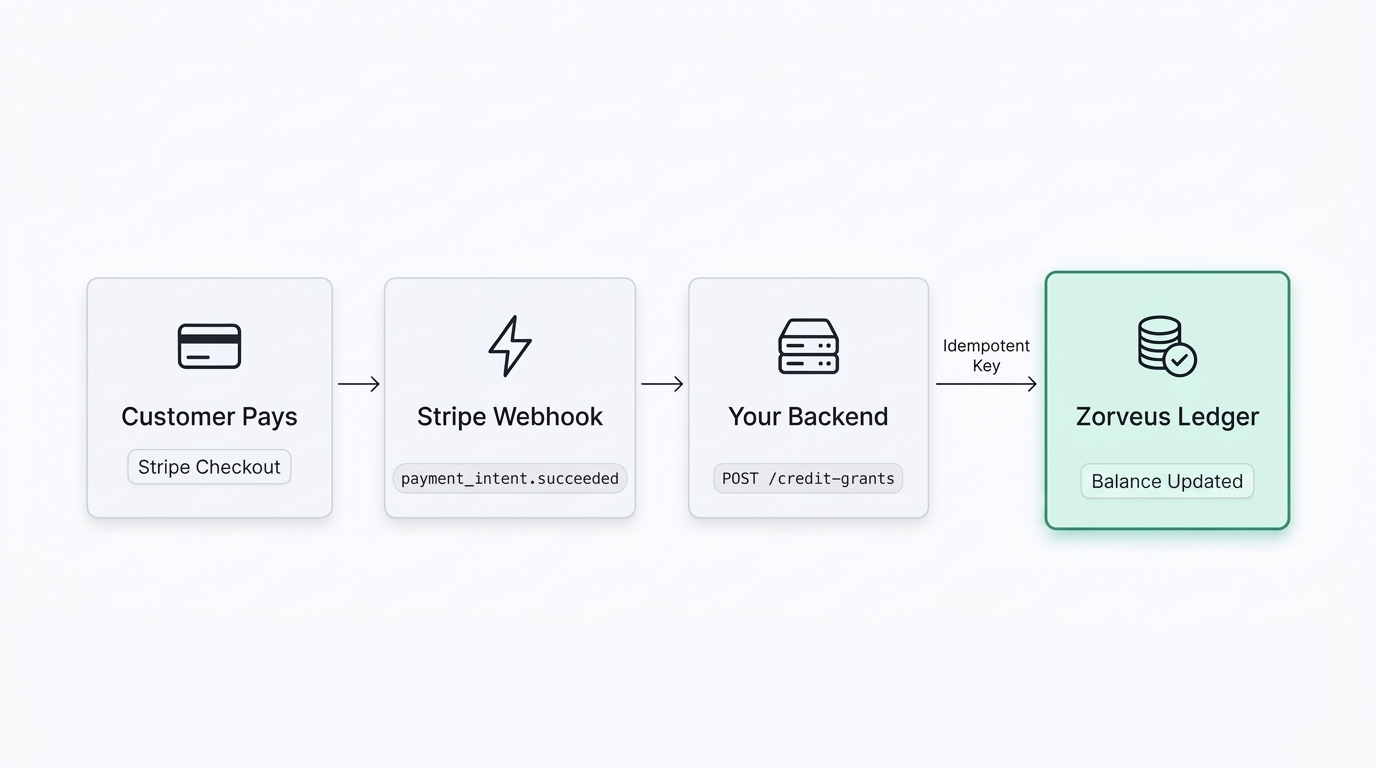 Customer Pays
Stripe Checkout
Stripe Webhook
payment_intent.succeeded
Your Backend
POST /credit-grants
Idempotent
Key
Zorveus Ledger
Balance Updated